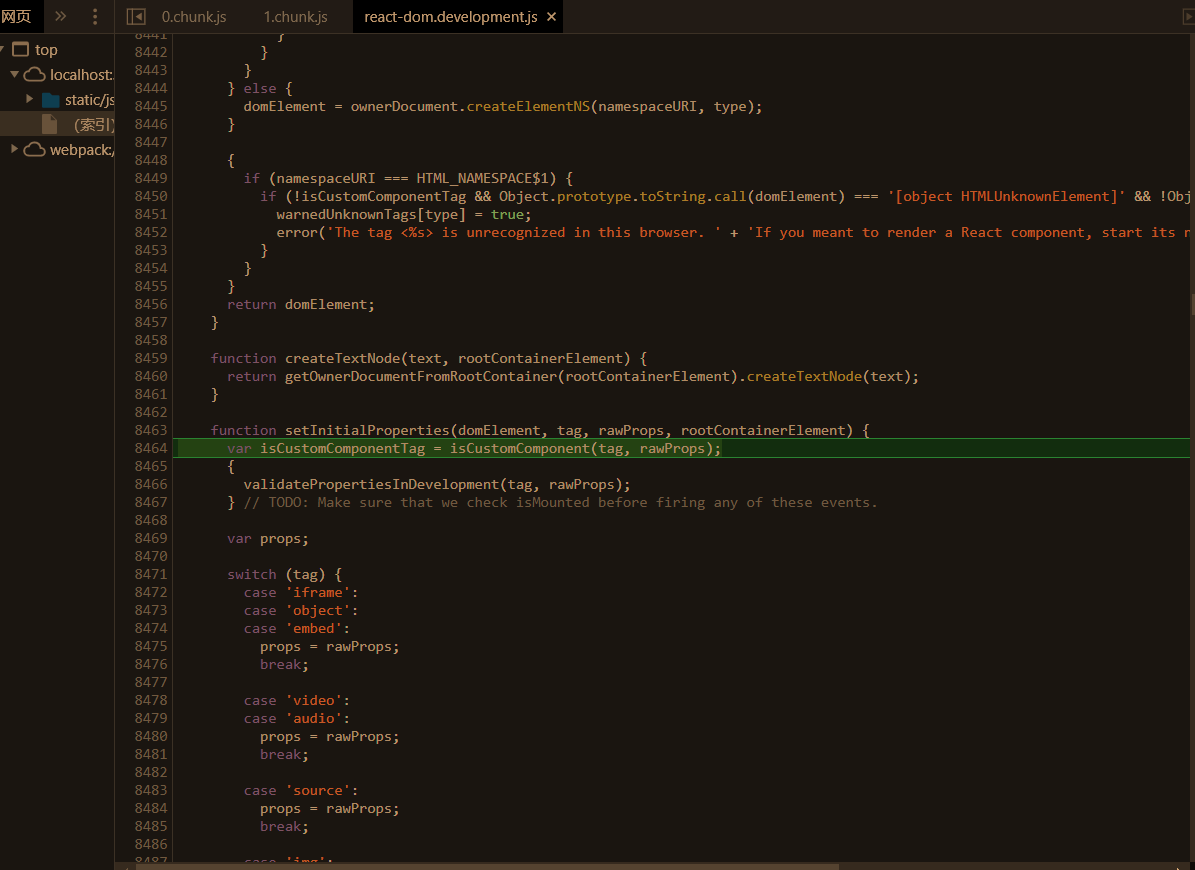 网页 0.chunk.js 1.chunk.js react-dom.development.js ×
top
localhost:
static/js
(索引)
webpack:/
8441 }
8442 }
8443 }
8444 } else {
8445 domElement = ownerDocument.createElementNS(namespaceURI, type);
8446 }
8447
8448 {
8449 if (namespaceURI === HTML_NAMESPACE$1) {
8450 if (!isCustomComponentTag && Object.prototype.toString.call(domElement) === '[object HTMLUnknownElement]' && !Obj
8451 warnedUnknownTags[type] = true;
8452 error('The tag <%s> is unrecognized in this browser. ' + 'If you meant to render a React component, start its n
8453 }
8454 }
8455 }
8456 return domElement;
8457 }
8458
8459 function createTextNode(text, rootContainerElement) {
8460 return getOwnerDocumentFromRootContainer(rootContainerElement).createTextNode(text);
8461 }
8462
8463 function setInitialProperties(domElement, tag, rawProps, rootContainerElement) {
8464 var isCustomComponentTag = isCustomComponent(tag, rawProps);
8465 {
8466 validatePropertiesInDevelopment(tag, rawProps);
8467 } // TODO: Make sure that we check isMounted before firing any of these events.
8468
8469 var props;
8470
8471 switch (tag) {
8472 case 'iframe':
8473 case 'object':
8474 case 'embed':
8475 props = rawProps;
8476 break;
8477
8478 case 'video':
8479 case 'audio':
8480 props = rawProps;
8481 break;
8482
8483 case 'source':
8484 props = rawProps;
8485 break;
8486
8487 case 'img':